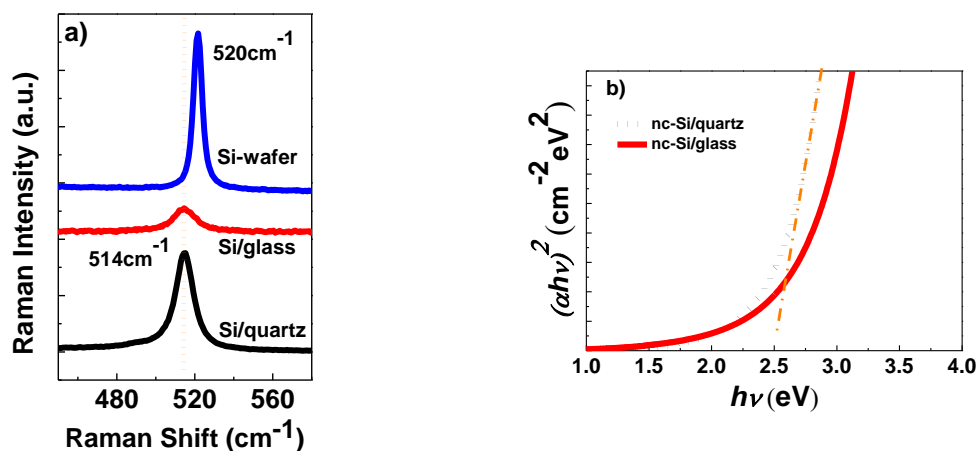 a)
520cm⁻¹
Si-wafer
Si/glass
514cm⁻¹
Si/quartz
480 520 560
Raman Shift (cm⁻¹)
Raman Intensity (a.u.)
b)
nc-Si/quartz
nc-Si/glass
1.0 1.5 2.0 2.5 3.0 3.5 4.0
hν (eV)
(αhν)² (cm⁻² eV²)